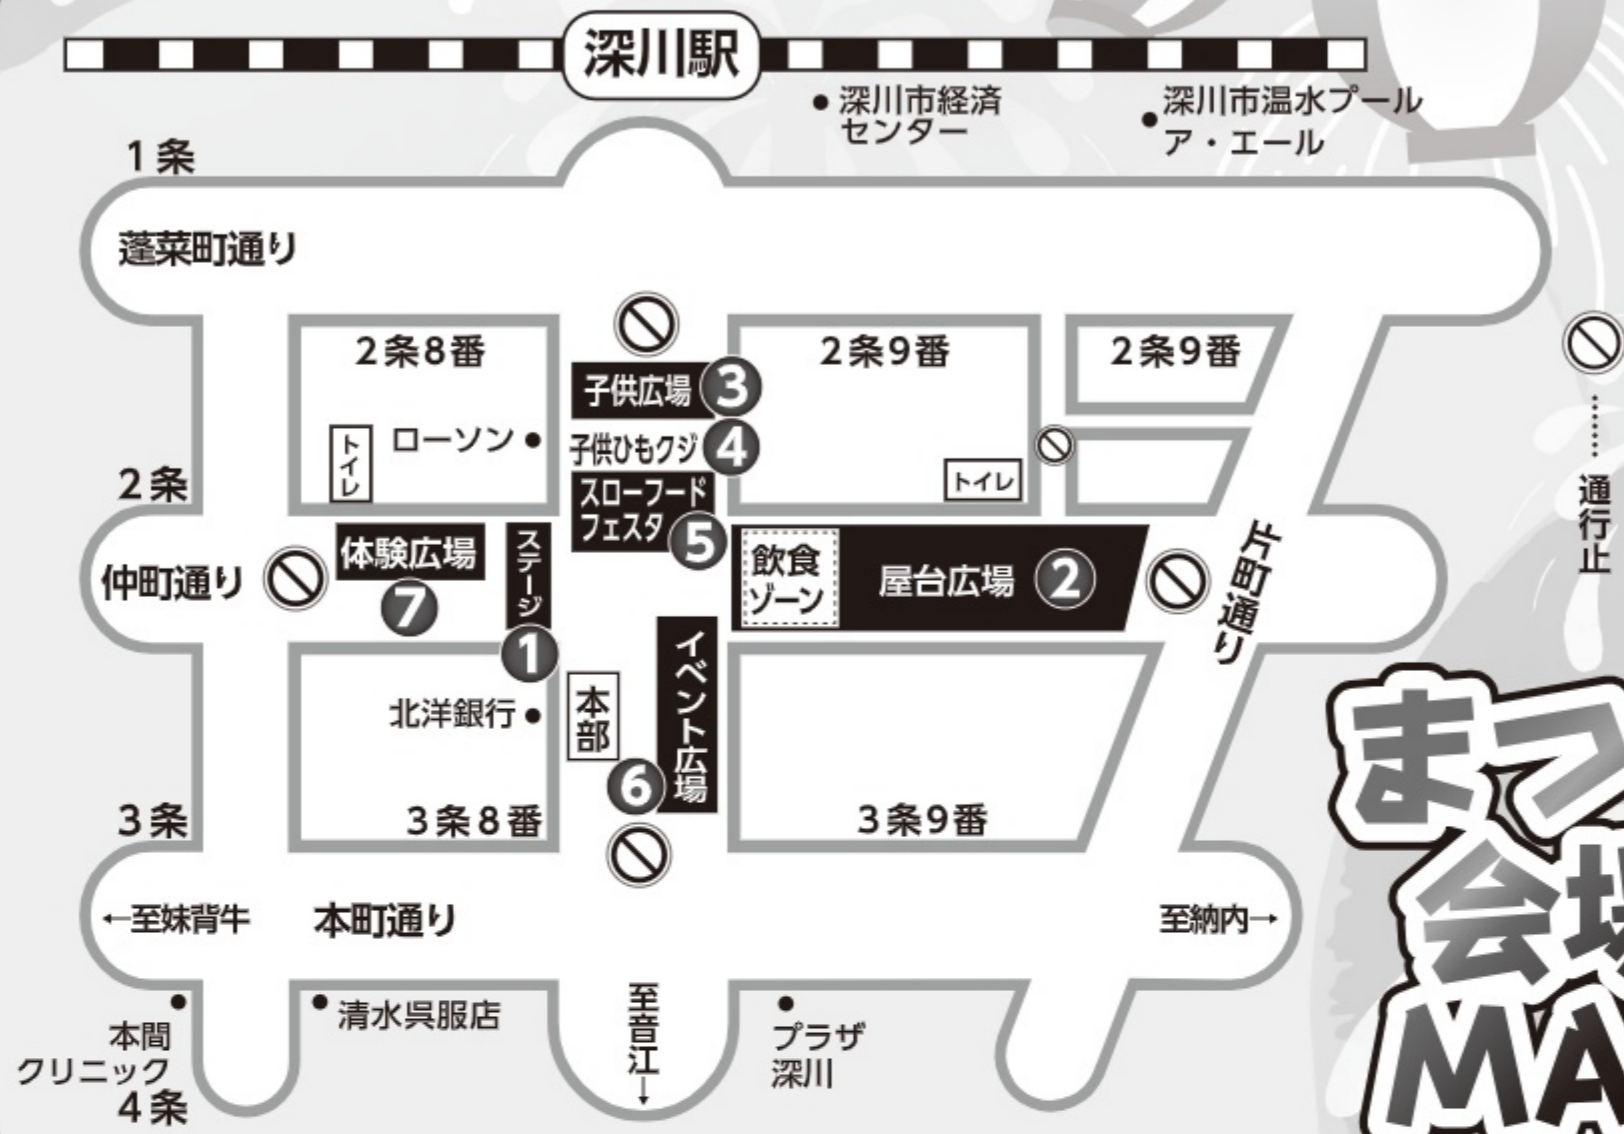 深川駅
深川市経済
センター
深川市温水プール
ア・エール
1条
蓬莱町通り
2条8番
2条9番
2条9番
子供広場 3
ローソン
トイレ
子供ひもクジ 4
スローフード
フェスタ 5
トイレ
2条
通行止
仲町通り
体験広場
7
ステージ
1
飲食
ゾーン
屋台広場 2
片町通り
イベント広場
6
本部
北洋銀行
3条8番
3条9番
3条
←至妹背牛
本町通り
至納内→
本間
クリニック
清水呉服店
至音江→
プラザ
深川
4条
まつ
会場
MA